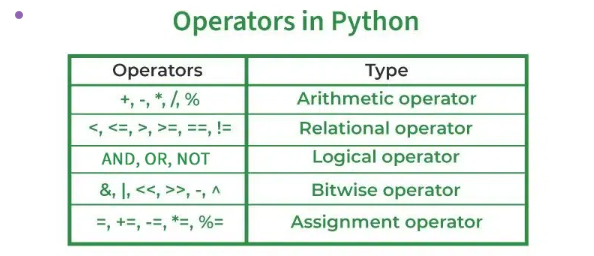 Operators in Python
Operators Type
+, -, *, /, % Arithmetic operator
<, <=, >, >=, ==, != Relational operator
AND, OR, NOT Logical operator
&, |, <<, >>, -, ^ Bitwise operator
=, +=, -=, *=, %= Assignment operator